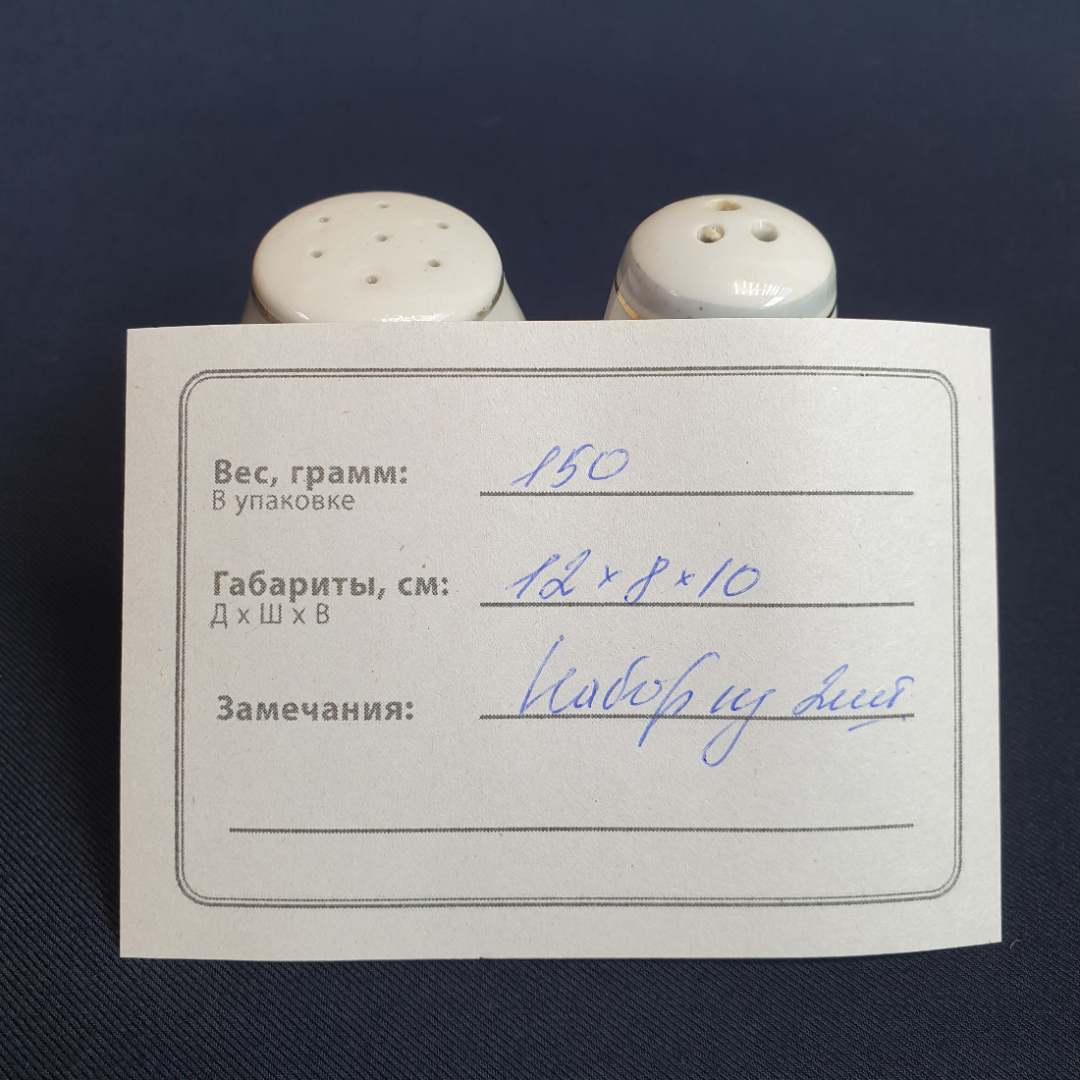 Вес, грамм: 150
В упаковке
Габариты, см: 12 × 8 × 10
Д х Ш х В
Замечания: Набор из 2шт